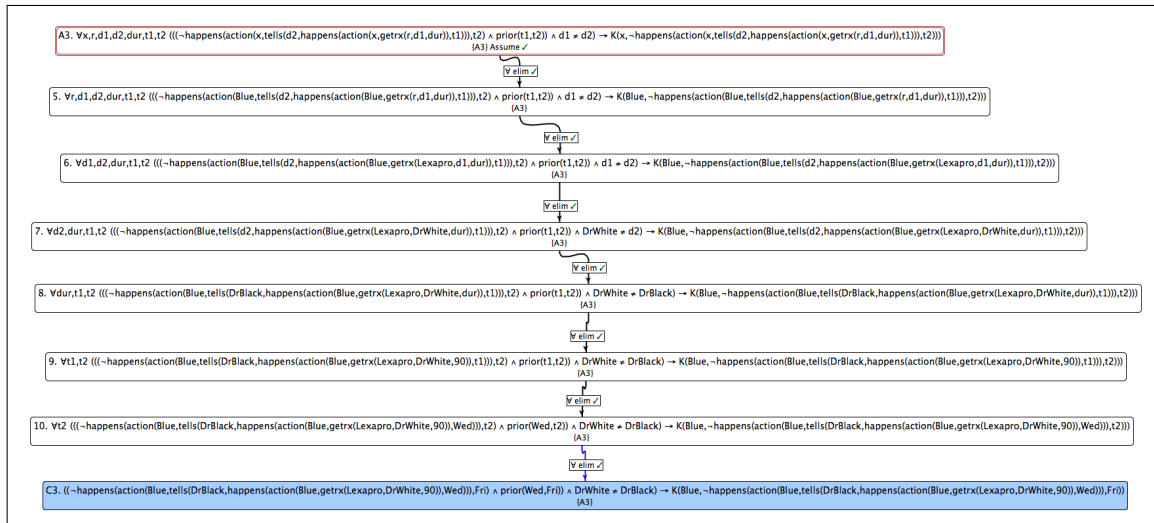 A3. ∀x,r,d1,d2,dur,t1,t2 (((¬happens(action(x,tells(d2,happens(action(x,getrx(r,d1,dur)),t1))),t2) ∧ prior(t1,t2)) ∧ d1 ≠ d2) → K(x,¬happens(action(x,tells(d2,happens(action(x,getrx(r,d1,dur)),t1))),t2)))
{A3} Assume ✓
∀ elim ✓
5. ∀r,d1,d2,dur,t1,t2 (((¬happens(action(Blue,tells(d2,happens(action(Blue,getrx(r,d1,dur)),t1))),t2) ∧ prior(t1,t2)) ∧ d1 ≠ d2) → K(Blue,¬happens(action(Blue,tells(d2,happens(action(Blue,getrx(r,d1,dur)),t1))),t2)))
{A3}
∀ elim ✓
6. ∀d1,d2,dur,t1,t2 (((¬happens(action(Blue,tells(d2,happens(action(Blue,getrx(Lexapro,d1,dur)),t1))),t2) ∧ prior(t1,t2)) ∧ d1 ≠ d2) → K(Blue,¬happens(action(Blue,tells(d2,happens(action(Blue,getrx(Lexapro,d1,dur)),t1))),t2)))
{A3}
∀ elim ✓
7. ∀d2,dur,t1,t2 (((¬happens(action(Blue,tells(d2,happens(action(Blue,getrx(Lexapro,DrWhite,dur)),t1))),t2) ∧ prior(t1,t2)) ∧ DrWhite ≠ d2) → K(Blue,¬happens(action(Blue,tells(d2,happens(action(Blue,getrx(Lexapro,DrWhite,dur)),t1))),t2)))
{A3}
∀ elim ✓
8. ∀dur,t1,t2 (((¬happens(action(Blue,tells(DrBlack,happens(action(Blue,getrx(Lexapro,DrWhite,dur)),t1))),t2) ∧ prior(t1,t2)) ∧ DrWhite ≠ DrBlack) → K(Blue,¬happens(action(Blue,tells(DrBlack,happens(action(Blue,getrx(Lexapro,DrWhite,dur)),t1))),t2)))
{A3}
∀ elim ✓
9. ∀t1,t2 (((¬happens(action(Blue,tells(DrBlack,happens(action(Blue,getrx(Lexapro,DrWhite,90)),t1))),t2) ∧ prior(t1,t2)) ∧ DrWhite ≠ DrBlack) → K(Blue,¬happens(action(Blue,tells(DrBlack,happens(action(Blue,getrx(Lexapro,DrWhite,90)),t1))),t2)))
{A3}
∀ elim ✓
10. ∀t2 (((¬happens(action(Blue,tells(DrBlack,happens(action(Blue,getrx(Lexapro,DrWhite,90)),Wed))),t2) ∧ prior(Wed,t2)) ∧ DrWhite ≠ DrBlack) → K(Blue,¬happens(action(Blue,tells(DrBlack,happens(action(Blue,getrx(Lexapro,DrWhite,90)),Wed))),t2)))
{A3}
∀ elim ✓
C3. ((¬happens(action(Blue,tells(DrBlack,happens(action(Blue,getrx(Lexapro,DrWhite,90)),Wed))),Fri) ∧ prior(Wed,Fri)) ∧ DrWhite ≠ DrBlack) → K(Blue,¬happens(action(Blue,tells(DrBlack,happens(action(Blue,getrx(Lexapro,DrWhite,90)),Wed))),Fri))
{A3}